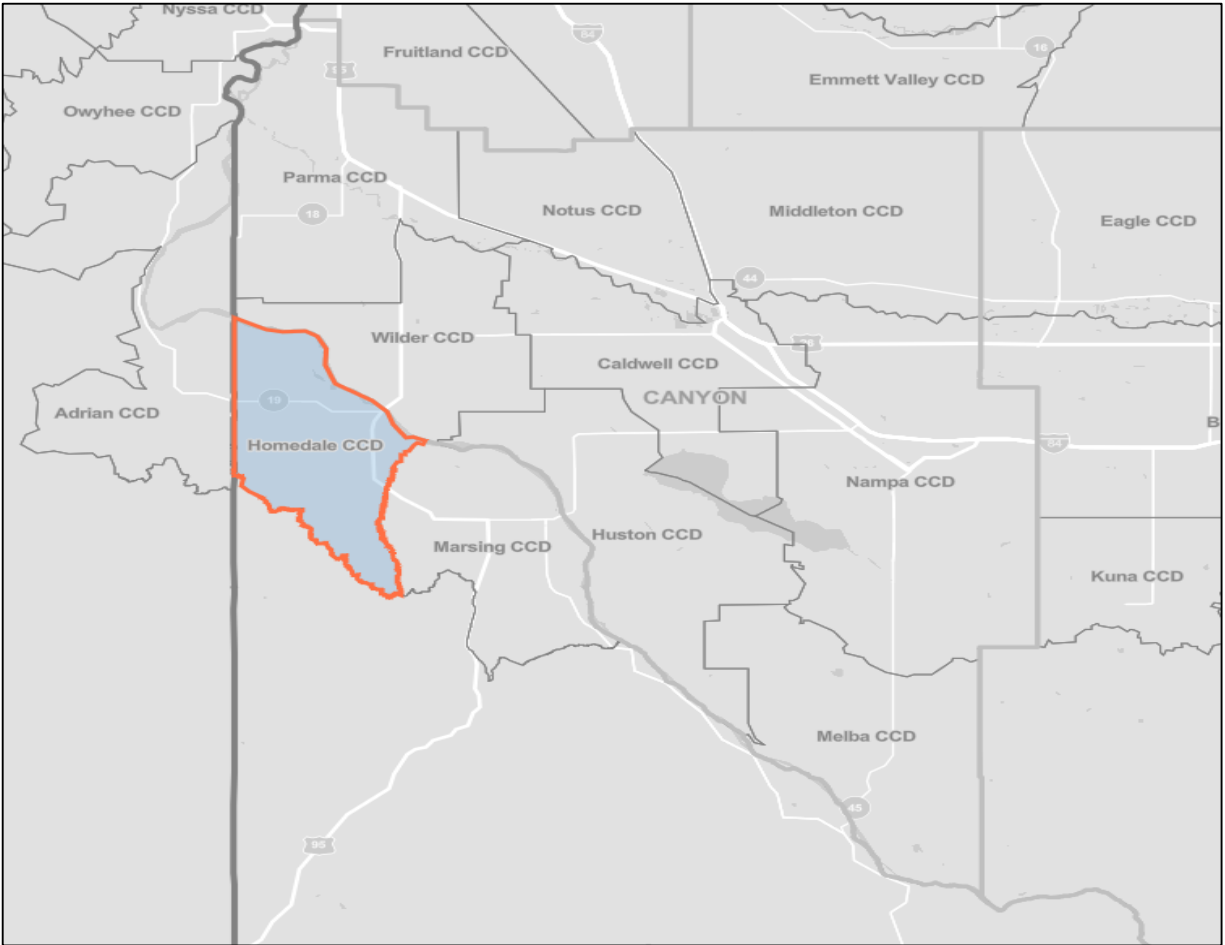 Nyssa CCD
84
Fruitland CCD
16
95
Emmett Valley CCD
Owyhee CCD
Parma CCD
18
Notus CCD
Middleton CCD
Eagle CCD
44
Wilder CCD
Caldwell CCD
CANYON
19
Adrian CCD
B
Homedale CCD
84
Nampa CCD
Huston CCD
Marsing CCD
Kuna CCD
Melba CCD
45
95